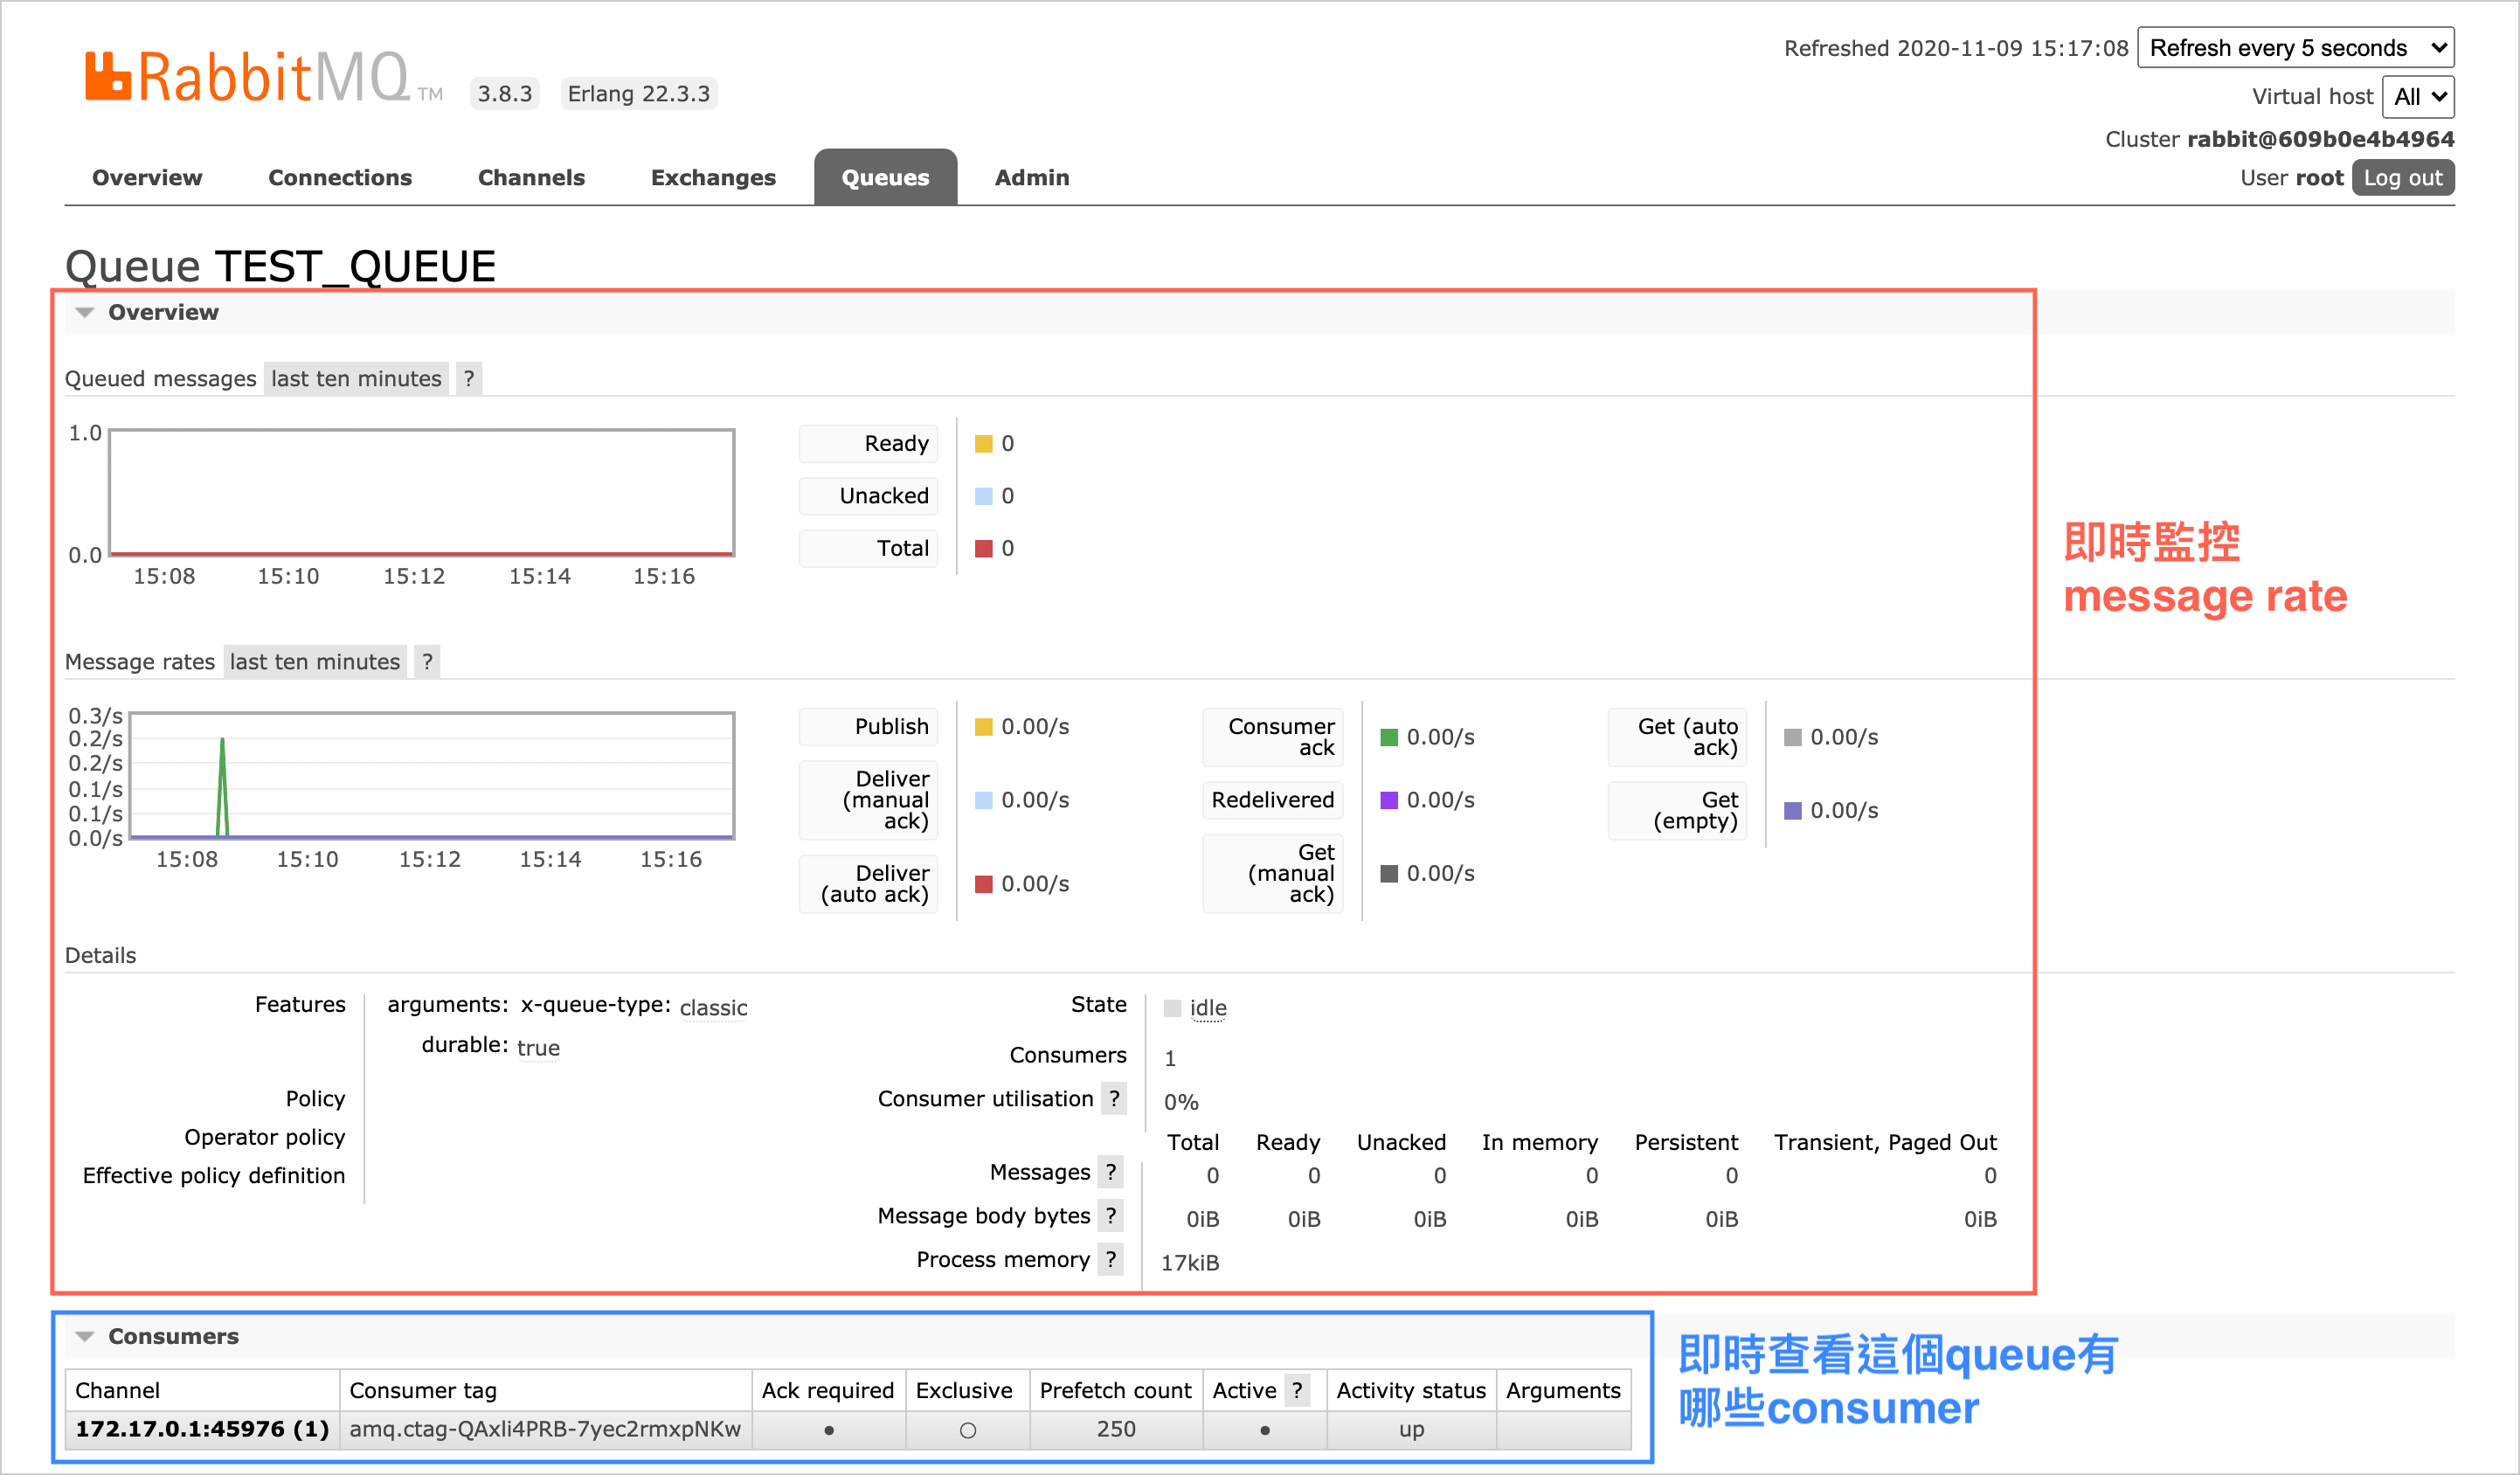 RabbitMQ TM 3.8.3 Erlang 22.3.3
Refreshed 2020-11-09 15:17:08 Refresh every 5 seconds
Virtual host All
Cluster rabbit@609b0e4b4964
User root Log out
Overview Connections Channels Exchanges Queues Admin
Queue TEST_QUEUE
Overview
Queued messages last ten minutes ?
1.0
0.0
15:08 15:10 15:12 15:14 15:16
Ready 0
Unacked 0
Total 0
即時監控
message rate
Message rates last ten minutes ?
0.3/s
0.2/s
0.2/s
0.1/s
0.1/s
0.0/s
15:08 15:10 15:12 15:14 15:16
Publish 0.00/s
Deliver
(manual
ack)
0.00/s
Deliver
(auto ack)
0.00/s
Consumer
ack
0.00/s
Redelivered 0.00/s
Get
(manual
ack)
0.00/s
Get (auto
ack)
0.00/s
Get
(empty)
0.00/s
Details
Features arguments: x-queue-type: classic
durable: true
Policy
Operator policy
Effective policy definition
State idle
Consumers 1
Consumer utilisation ? 0%
Total Ready Unacked In memory Persistent Transient, Paged Out
Messages ? 0 0 0 0 0 0
Message body bytes ? 0iB 0iB 0iB 0iB 0iB 0iB
Process memory ? 17kiB
Consumers
Channel Consumer tag Ack required Exclusive Prefetch count Active ? Activity status Arguments
172.17.0.1:45976 (1) amq.ctag-QAxli4PRB-7yec2rmxpNKw ● ○ 250 ● up
即時查看這個queue有
哪些consumer